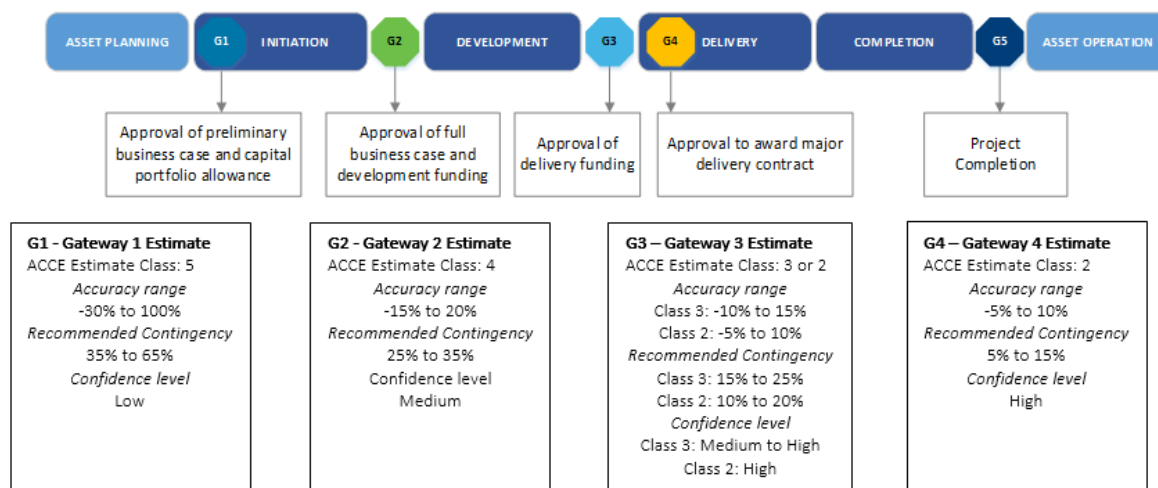 ASSET PLANNING
G1
INITIATION
G2
DEVELOPMENT
G3
G4
DELIVERY
COMPLETION
G5
ASSET OPERATION
Approval of preliminary
business case and capital
portfolio allowance
Approval of full
business case and
development funding
Approval of
delivery funding
Approval to award major
delivery contract
Project
Completion
G1 - Gateway 1 Estimate
ACCE Estimate Class: 5
Accuracy range
-30% to 100%
Recommended Contingency
35% to 65%
Confidence level
Low
G2 - Gateway 2 Estimate
ACCE Estimate Class: 4
Accuracy range
-15% to 20%
Recommended Contingency
25% to 35%
Confidence level
Medium
G3 – Gateway 3 Estimate
ACCE Estimate Class: 3 or 2
Accuracy range
Class 3: -10% to 15%
Class 2: -5% to 10%
Recommended Contingency
Class 3: 15% to 25%
Class 2: 10% to 20%
Confidence level
Class 3: Medium to High
Class 2: High
G4 – Gateway 4 Estimate
ACCE Estimate Class: 2
Accuracy range
-5% to 10%
Recommended Contingency
5% to 15%
Confidence level
High